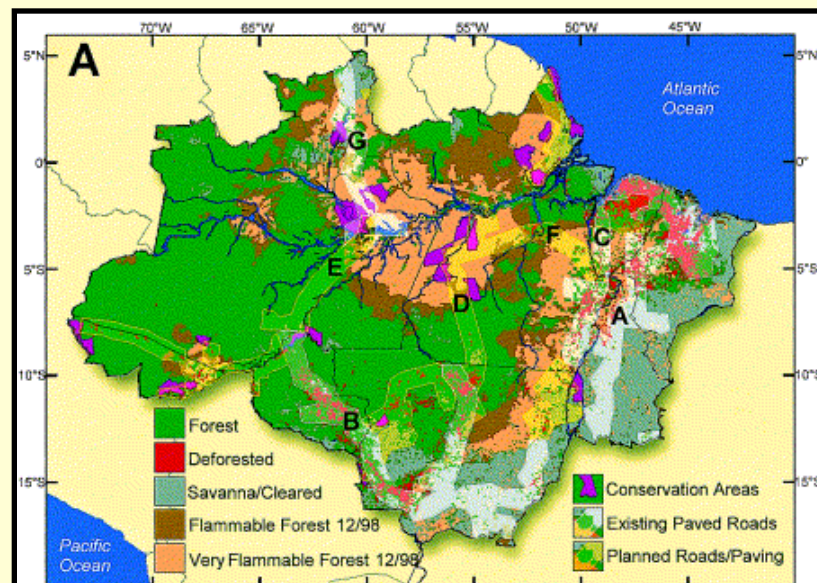 70°W 65°W 60°W 55°W 50°W 45°W
A
5°N 5°N
Atlantic
Ocean
G
0° 0°
F C
E
5°S 5°S
D
A
10°S 10°S
B
Forest
Deforested
15°S 15°S
Savanna/Cleared
Conservation Areas
Flammable Forest 12/98
Existing Paved Roads
Pacific
Ocean
Very Flammable Forest 12/98
Planned Roads/Paving